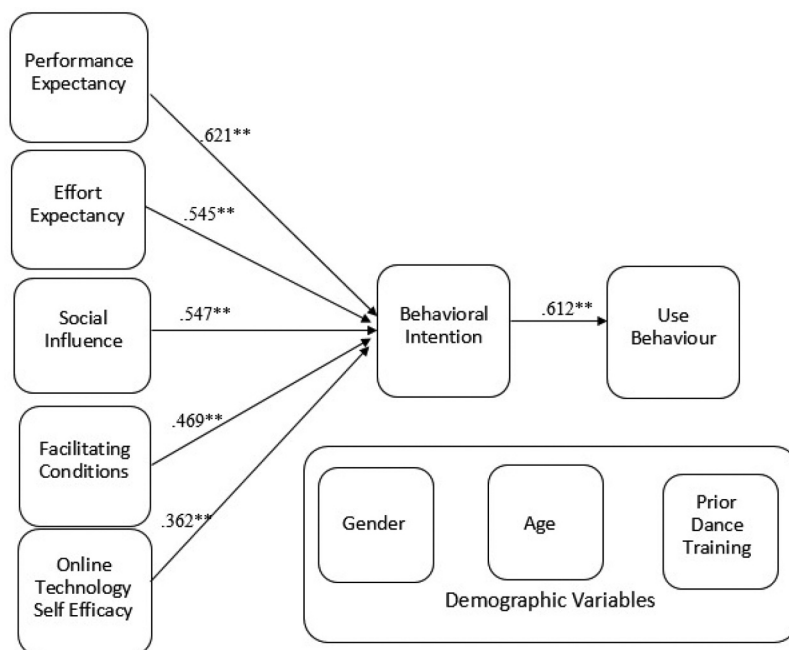 Performance
Expectancy
.621**
Effort
Expectancy
.545**
Social
Influence
.547**
Behavioral
Intention
.612**
Use
Behaviour
Facilitating
Conditions
.469**
.362**
Online
Technology
Self Efficacy
Gender
Age
Prior
Dance
Training
Demographic Variables